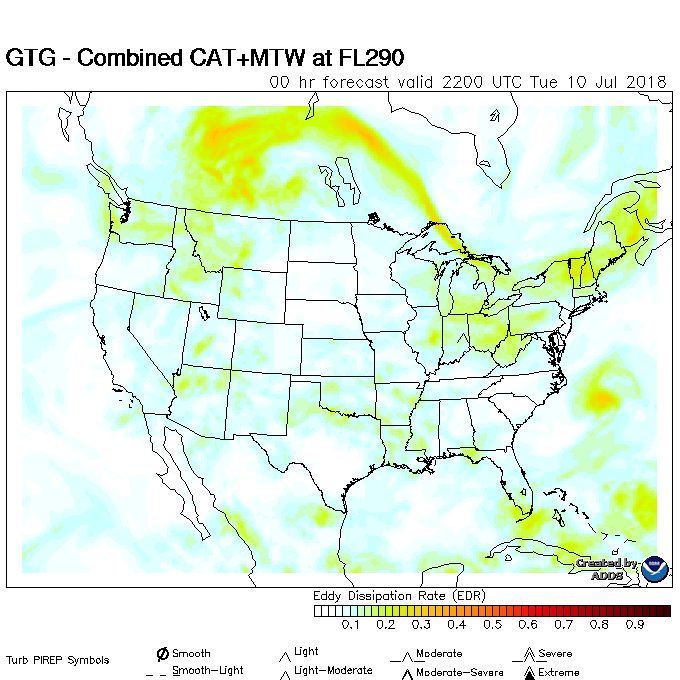 GTG - Combined CAT+MTW at FL290
00 hr forecast valid 2200 UTC Tue 10 Jul 2018
Created by
ADDS
Eddy Dissipation Rate (EDR)
0.1 0.2 0.3 0.4 0.5 0.6 0.7 0.8 0.9
Turb PIREP Symbols
Smooth Light Moderate Severe
Smooth-Light Light-Moderate Moderate-Severe Extreme